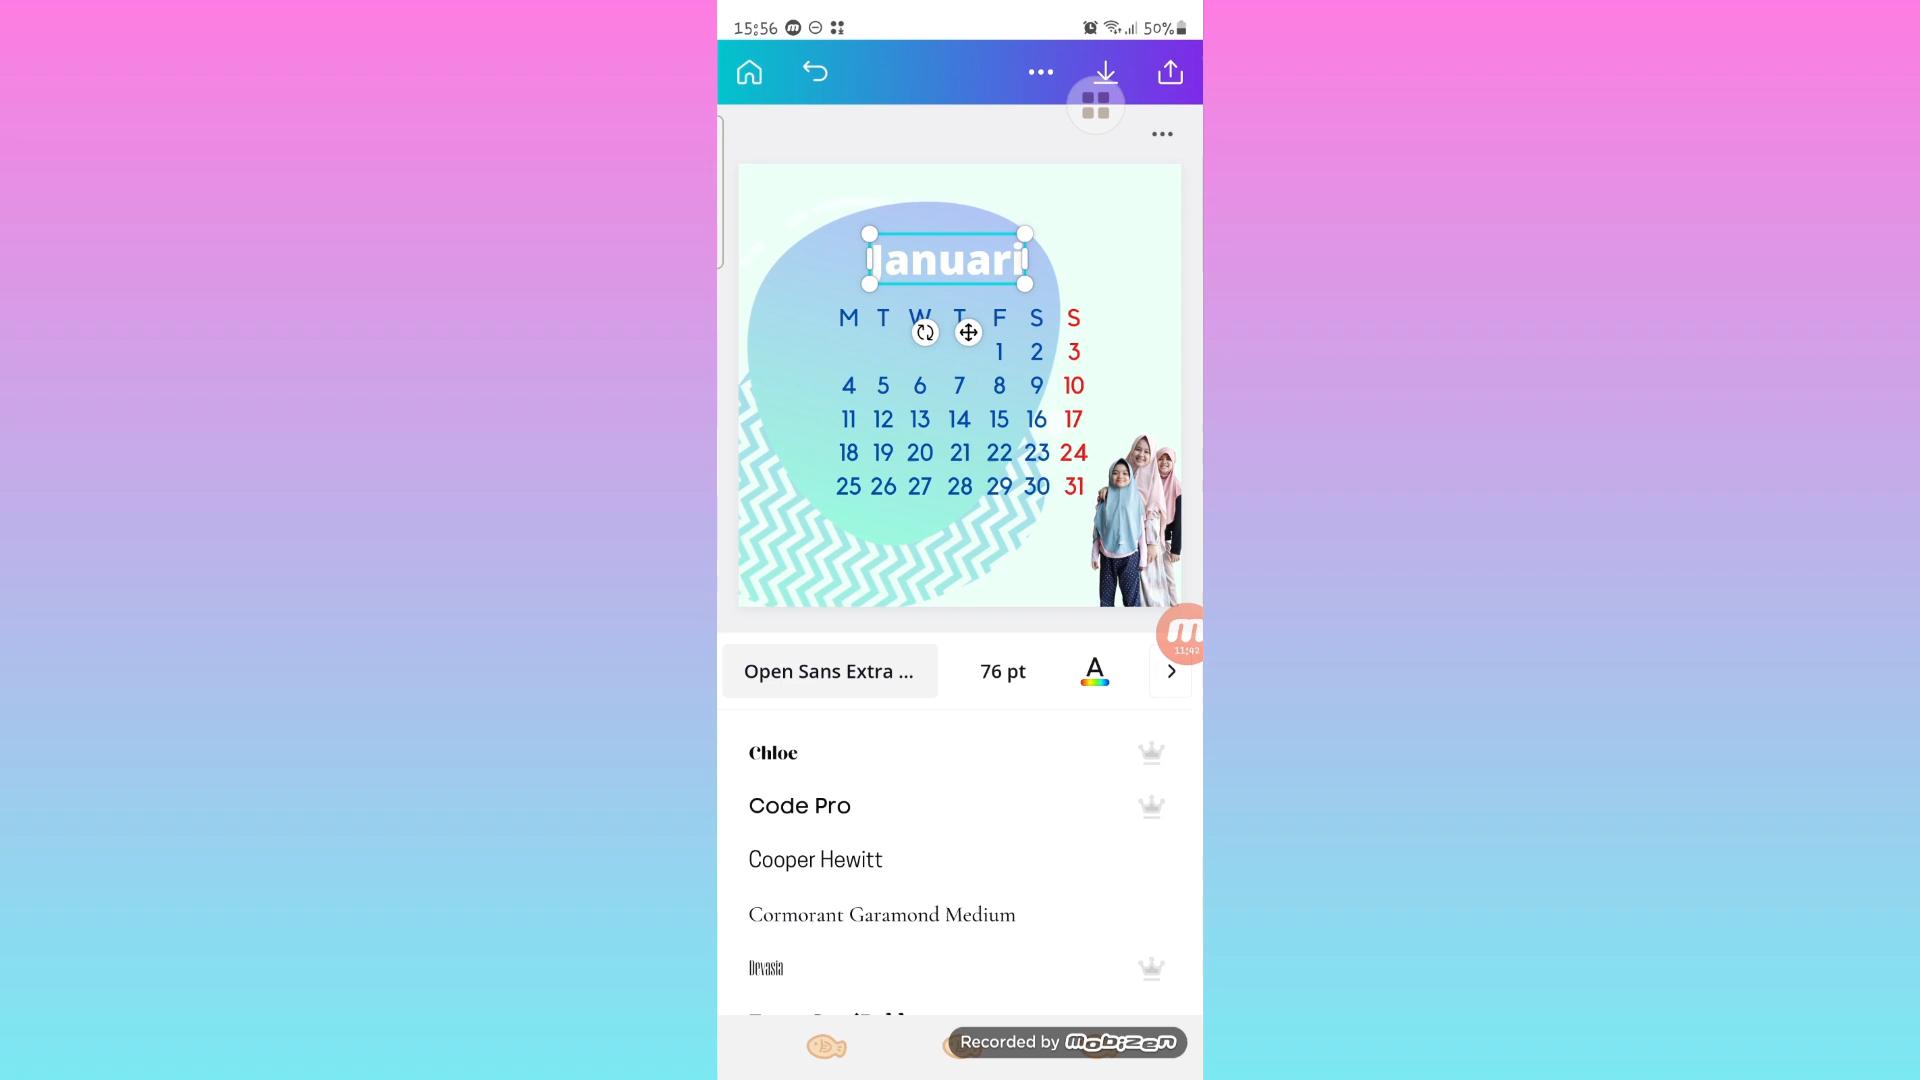 15:56
50%
Januari
M T W T F S S
1 2 3
4 5 6 7 8 9 10
11 12 13 14 15 16 17
18 19 20 21 22 23 24
25 26 27 28 29 30 31
11:42
Open Sans Extra ...
76 pt
A
Chloe
Code Pro
Cooper Hewitt
Cormorant Garamond Medium
Devasia
Recorded by mobizen